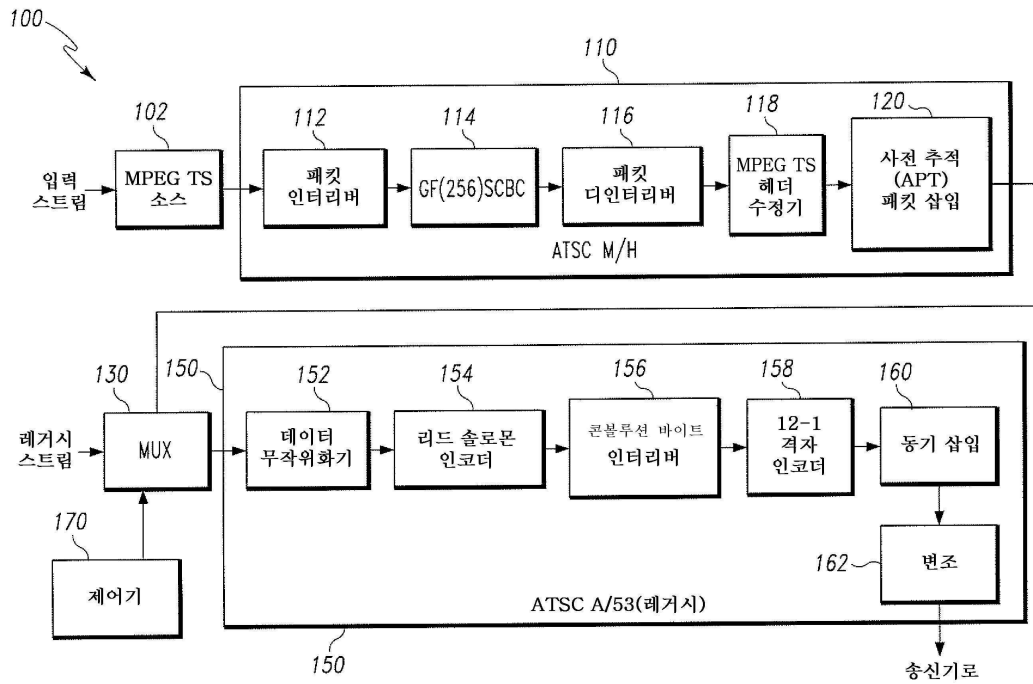 100
110
102
112
114
116
118
120
입력
스트림
MPEG TS
소스
패킷
인터리버
GF(256)SCBC
패킷
디인터리버
MPEG TS
헤더
수정기
사전 추적
(APT)
패킷 삽입
ATSC M/H
130
150
152
154
156
158
160
레거시
스트림
MUX
데이터
무작위화기
리드 솔로몬
인코더
콘볼루션 바이트
인터리버
12-1
격자
인코더
동기 삽입
170
제어기
162
변조
ATSC A/53(레거시)
150
송신기로